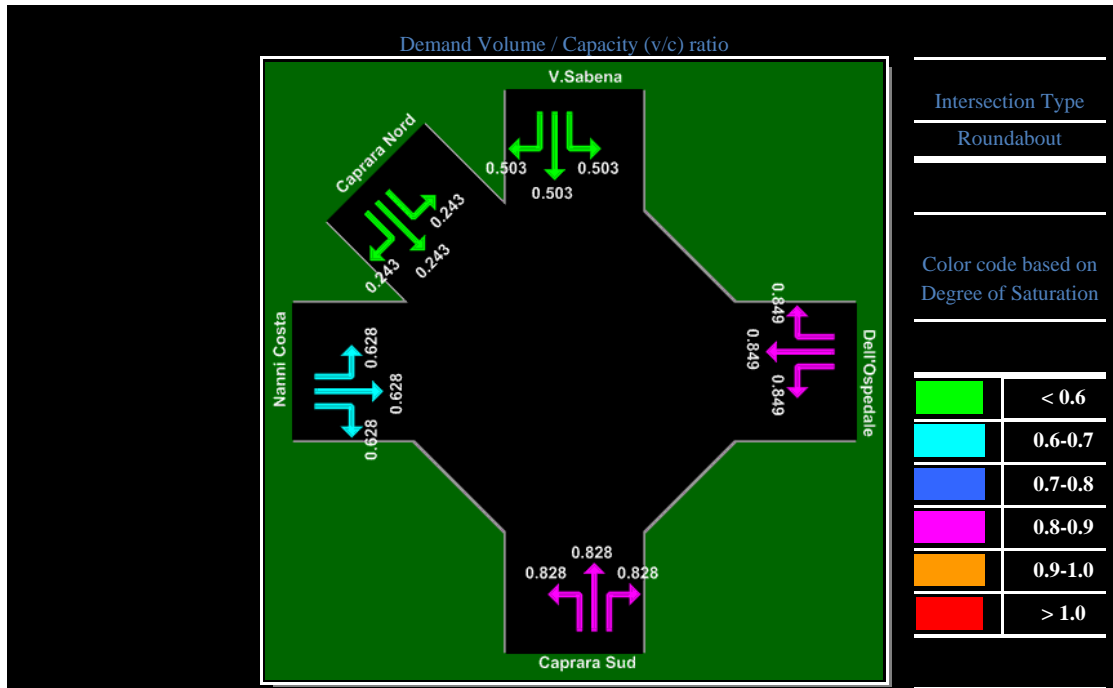 Demand Volume / Capacity (v/c) ratio
V.Sabena
0.503
0.503
0.503
Caprara Nord
0.243
0.243
0.243
Nanni Costa
0.628
0.628
0.628
Dell'Ospedale
0.849
0.849
0.849
0.828
0.828
0.828
Caprara Sud
Intersection Type
Roundabout
Color code based on
Degree of Saturation
< 0.6
0.6-0.7
0.7-0.8
0.8-0.9
0.9-1.0
> 1.0